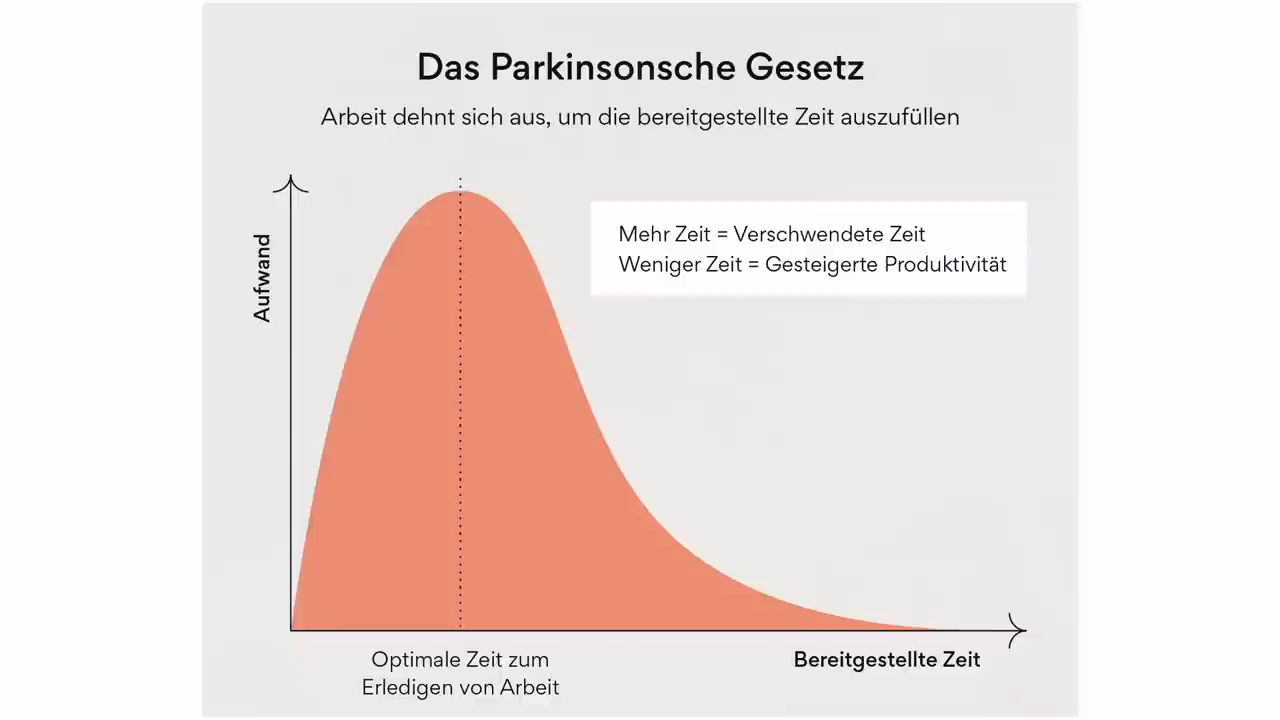 Das Parkinsonsche Gesetz
Arbeit dehnt sich aus, um die bereitgestellte Zeit auszufüllen
Aufwand
Mehr Zeit = Verschwendete Zeit
Weniger Zeit = Gesteigerte Produktivität
Optimale Zeit zum
Erledigen von Arbeit
Bereitgestellte Zeit